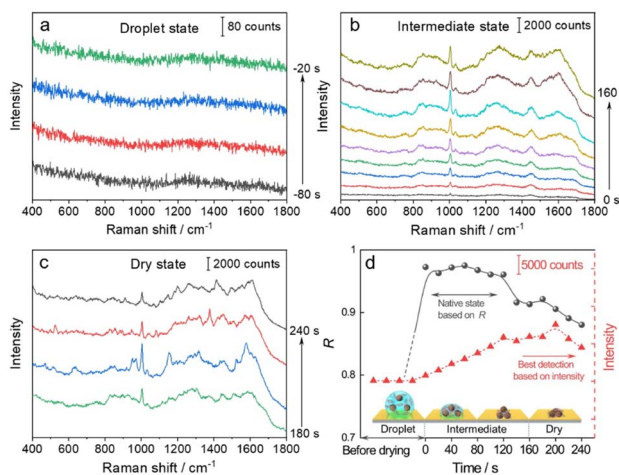 a
Droplet state
80 counts
-20 s
-80 s
Intensity
400 600 800 1000 1200 1400 1600 1800
Raman shift / cm⁻¹
b
Intermediate state
2000 counts
160
0 s
Intensity
400 600 800 1000 1200 1400 1600 1800
Raman shift / cm⁻¹
c
Dry state
2000 counts
240 s
180 s
Intensity
400 600 800 1000 1200 1400 1600 1800
Raman shift / cm⁻¹
d
5000 counts
1
0.9
0.8
0.7
R
Native state
based on R
Best detection
based on intensity
Intensity
Droplet Intermediate Dry
0 40 80 120 160 200 240
Before drying
Time / s